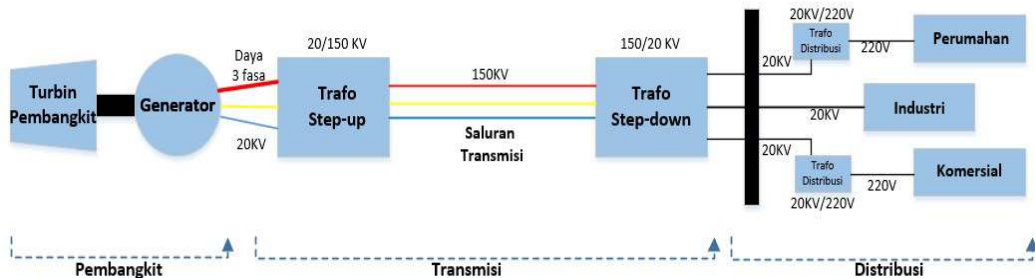 Turbin
Pembangkit
Generator
Daya
3 fasa
20KV
20/150 KV
Trafo
Step-up
150KV
Saluran
Transmisi
150/20 KV
Trafo
Step-down
20KV
20KV/220V
Trafo
Distribusi
220V
Perumahan
20KV
Industri
20KV
Trafo
Distribusi
20KV/220V
220V
Komersial
Pembangkit
Transmisi
Distribusi